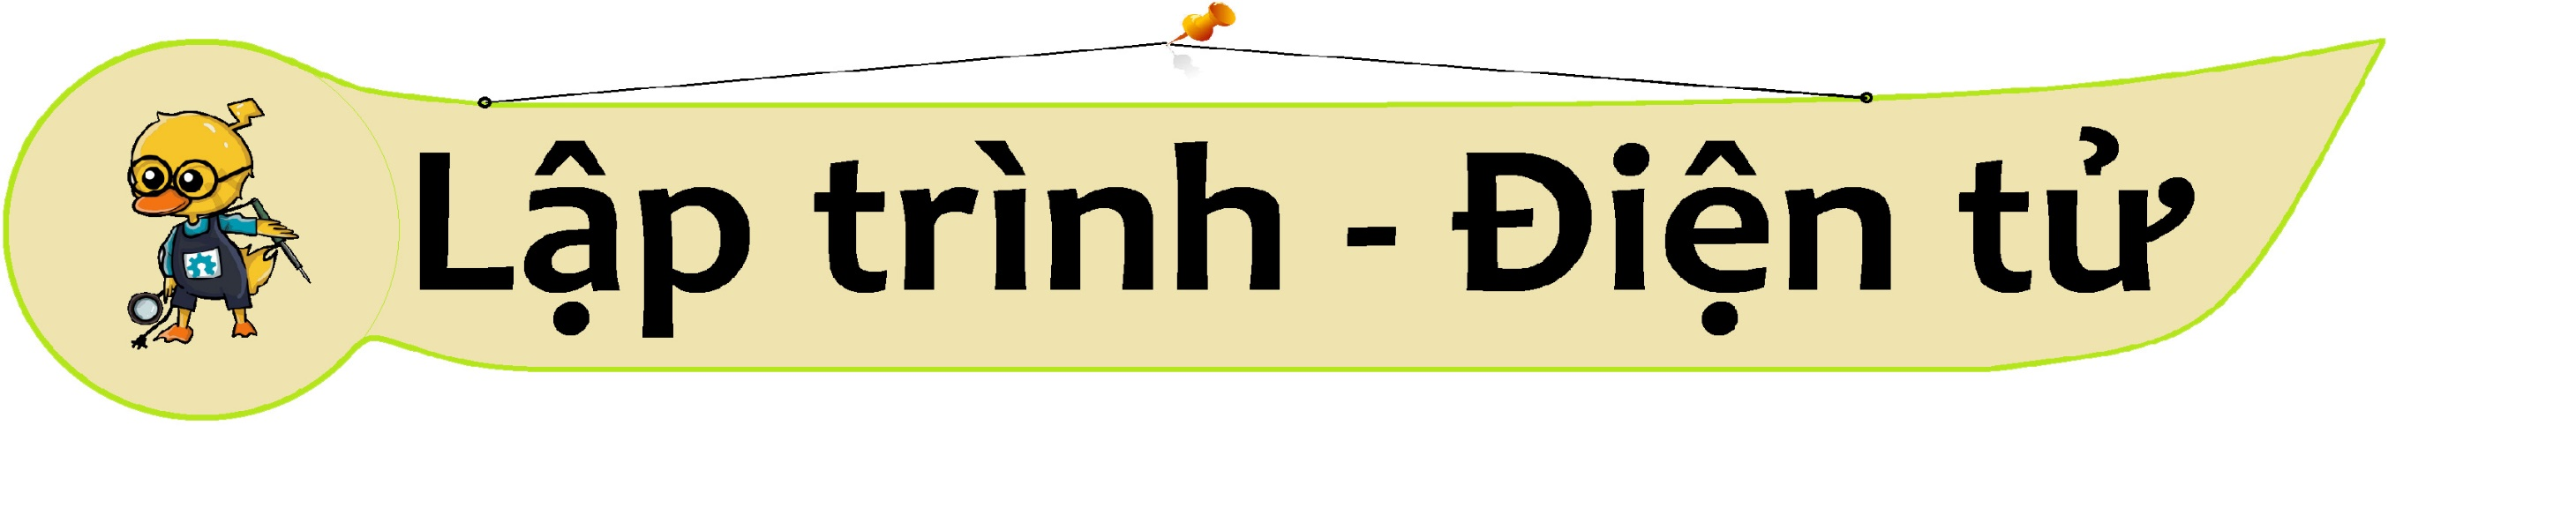 Lập trình - Điện tử